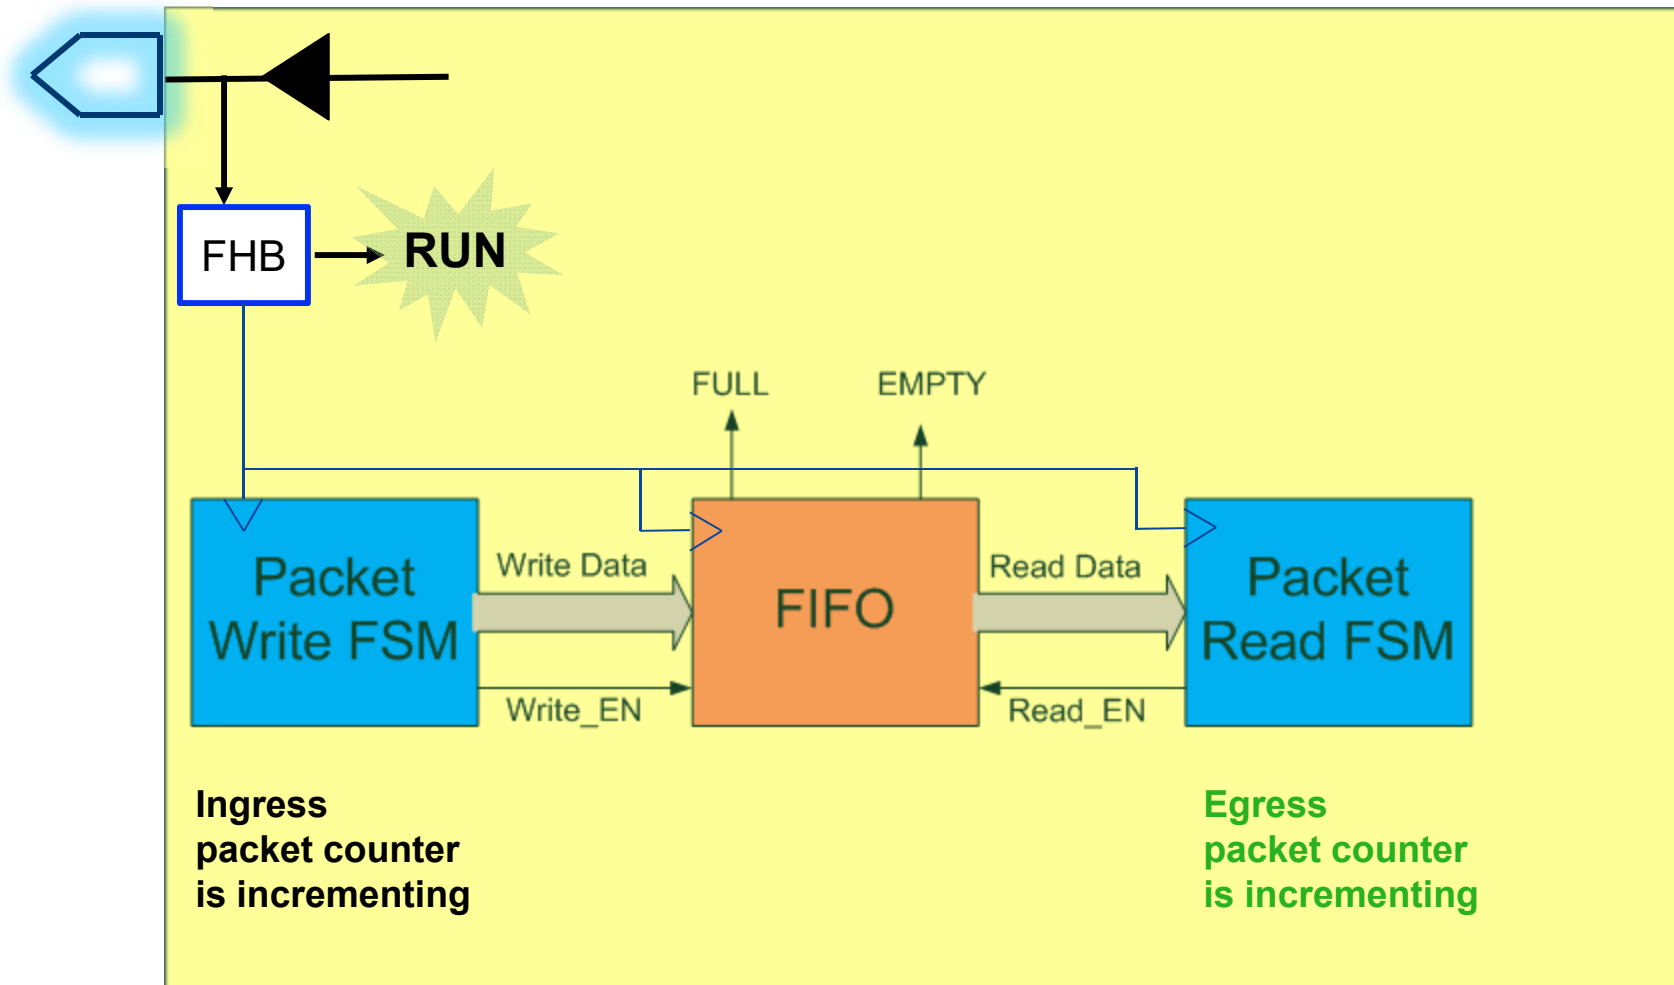 FHB
RUN
FULL
EMPTY
Packet
Write FSM
Write Data
Write_EN
FIFO
Read Data
Read_EN
Packet
Read FSM
Ingress
packet counter
is incrementing
Egress
packet counter
is incrementing